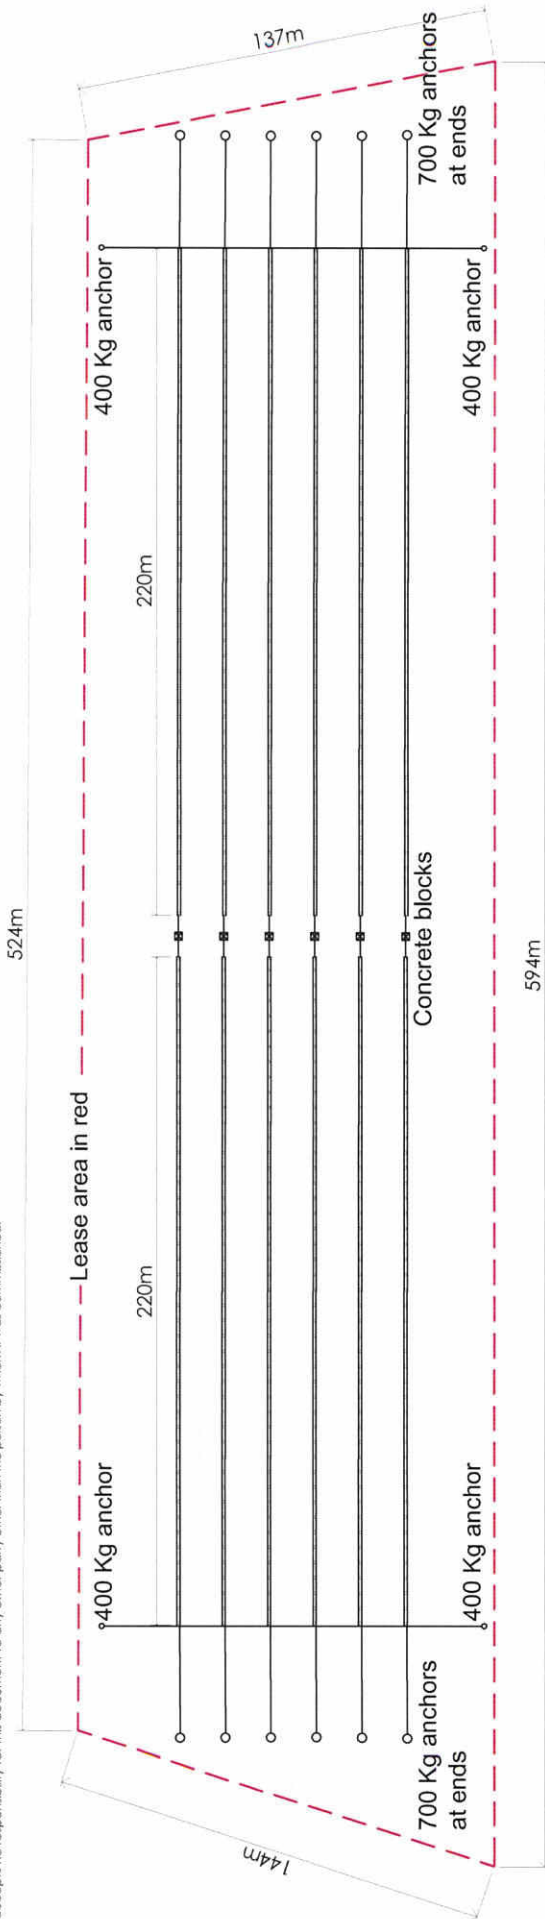 524m
137m
Lease area in red
400 Kg anchor
400 Kg anchor
220m
220m
Concrete blocks
400 Kg anchor
400 Kg anchor
700 Kg anchors
at ends
700 Kg anchors
at ends
144m
594m